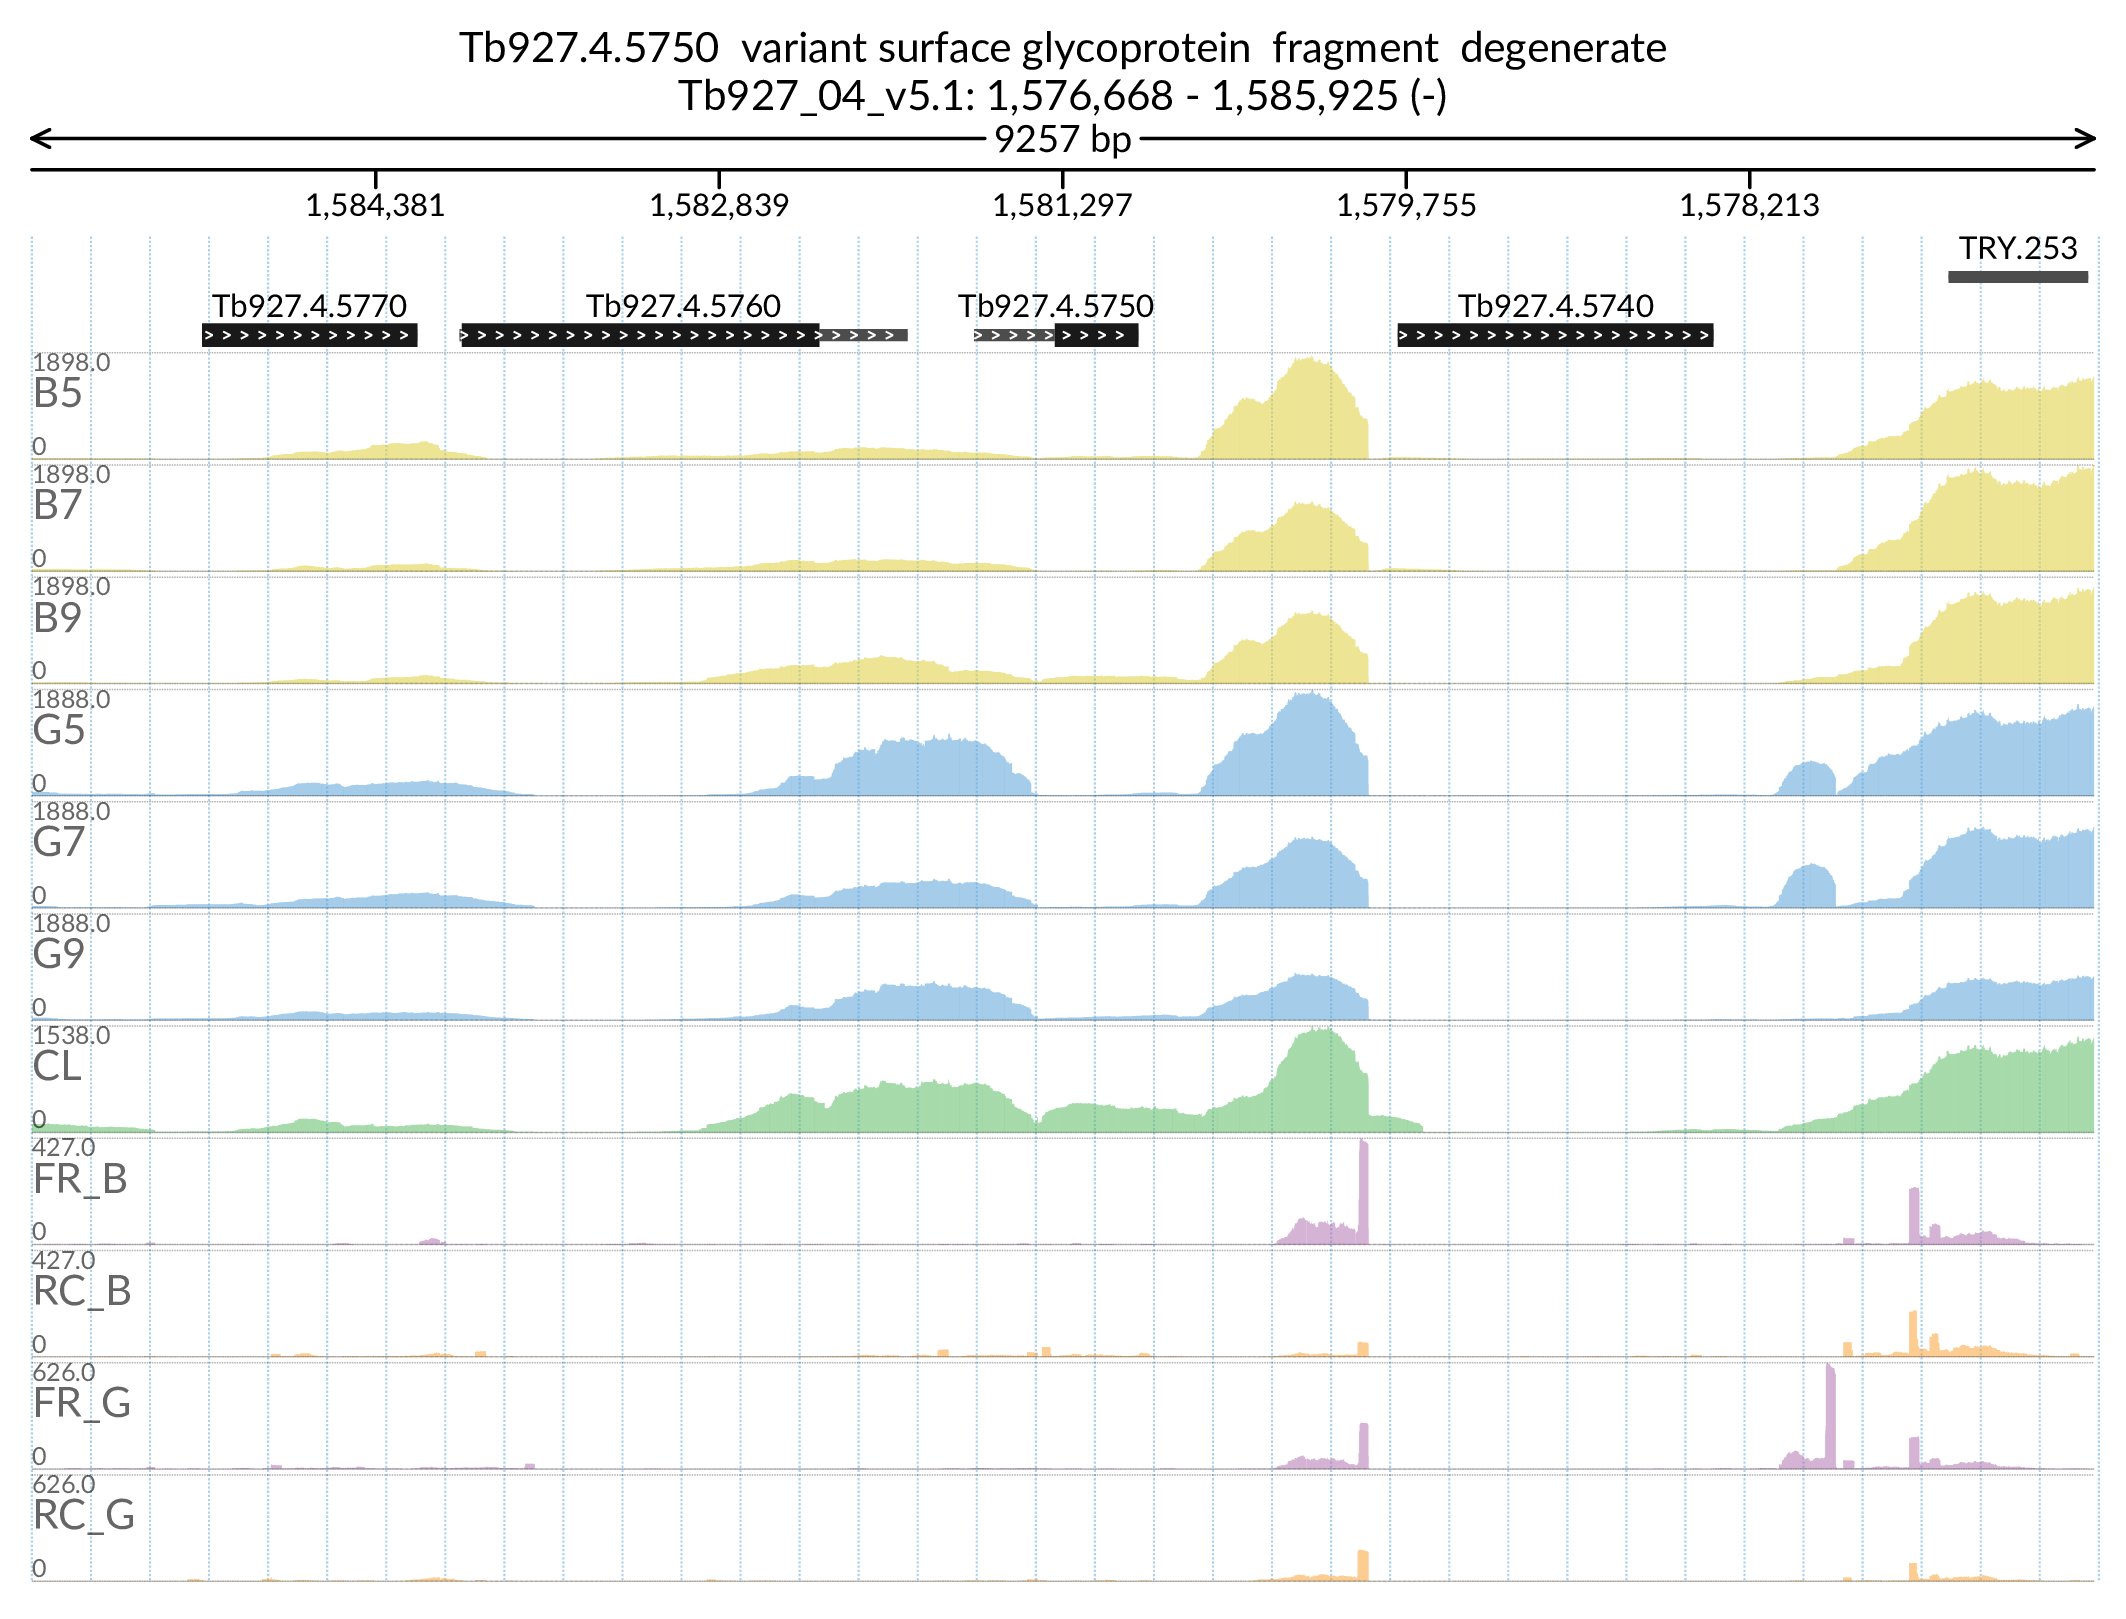 Tb927.4.5750 variant surface glycoprotein fragment degenerate
Tb927_04_v5.1: 1,576,668 - 1,585,925 (-)
9257 bp
1,584,381 1,582,839 1,581,297 1,579,755 1,578,213
TRY.253
Tb927.4.5770 Tb927.4.5760 Tb927.4.5750 Tb927.4.5740
1898.0
B5
0
1898.0
B7
0
1898.0
B9
0
1888.0
G5
0
1888.0
G7
0
1888.0
G9
0
1538.0
CL
0
427.0
FR_B
0
427.0
RC_B
0
626.0
FR_G
0
626.0
RC_G
0